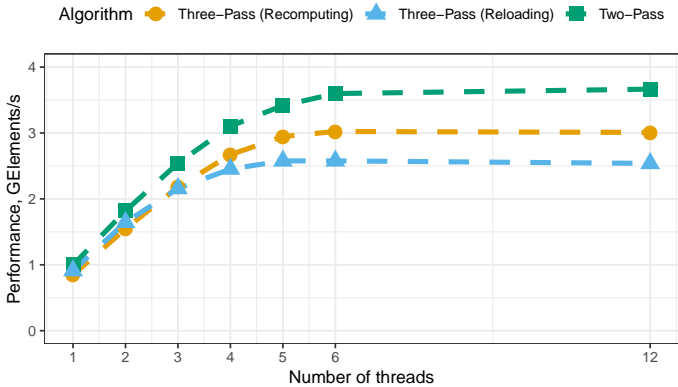 Algorithm Three-Pass (Recomputing) Three-Pass (Reloading) Two-Pass
Performance, GElements/s
4
3
2
1
0
1 2 3 4 5 6 12
Number of threads